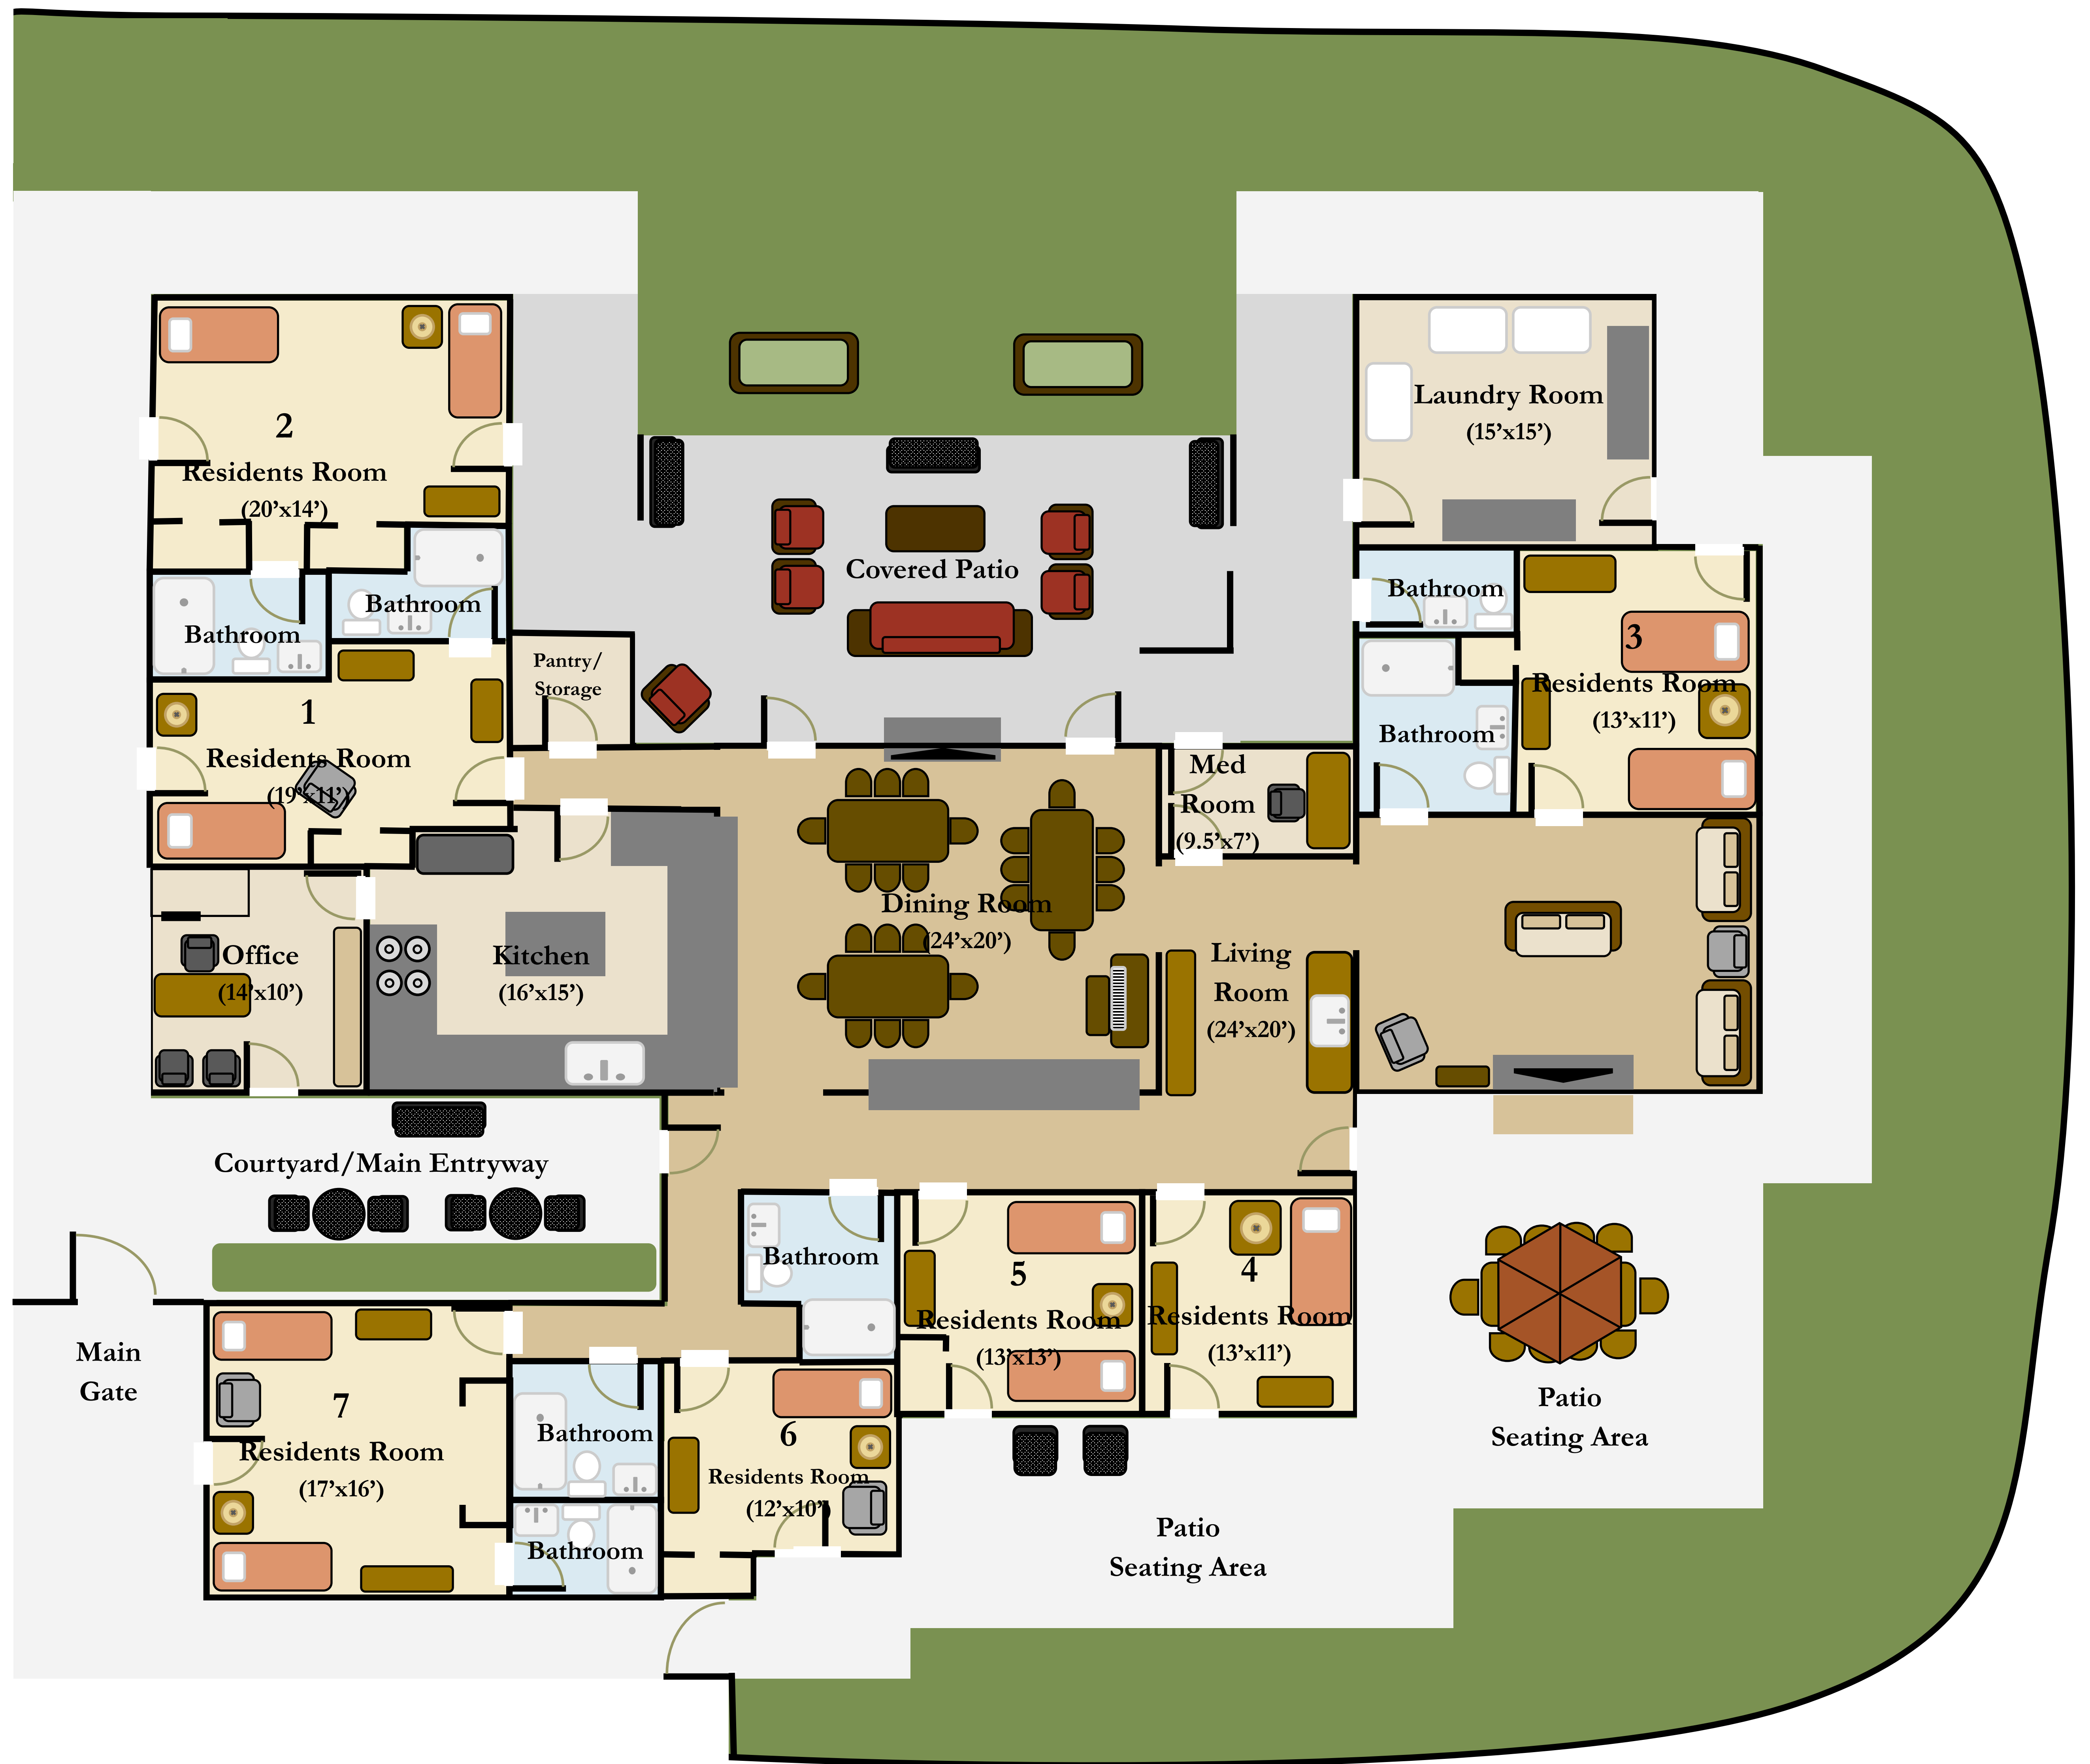 2
Residents Room
(20’x14’)
Laundry Room
(15’x15’)
Covered Patio
Bathroom
Bathroom
Bathroom
Pantry/
Storage
3
Residents Room
(13’x11’)
1
Residents Room
(19’x11’)
Bathroom
Med
Room
(9.5’x7’)
Dining Room
(24’x20’)
Office
(14’x10’)
Kitchen
(16’x15’)
Living
Room
(24’x20’)
Courtyard/Main Entryway
Bathroom
5
Residents Room
(13’x13’)
4
Residents Room
(13’x11’)
Main
Gate
7
Residents Room
(17’x16’)
Bathroom
6
Residents Room
(12’x10’)
Bathroom
Patio
Seating Area
Patio
Seating Area